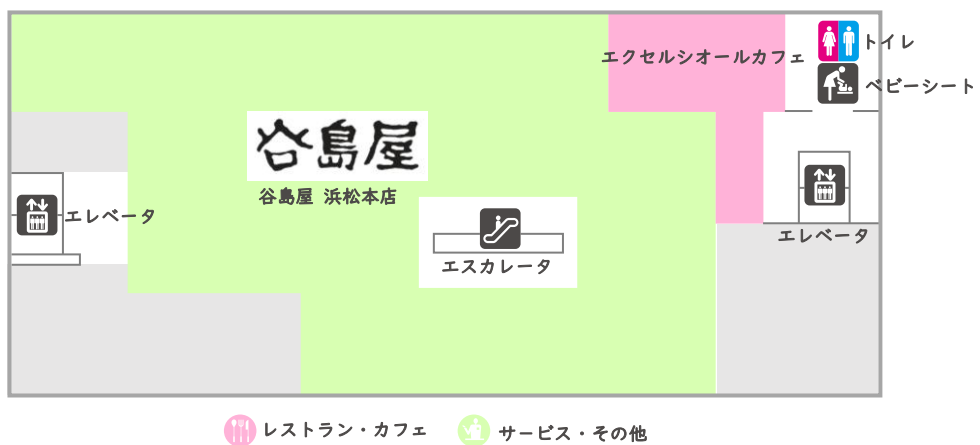 エクセルシオールカフェ
トイレ
ベビーシート
谷島屋
谷島屋 浜松本店
エレベータ
エレベータ
エスカレータ
レストラン・カフェ
サービス・その他